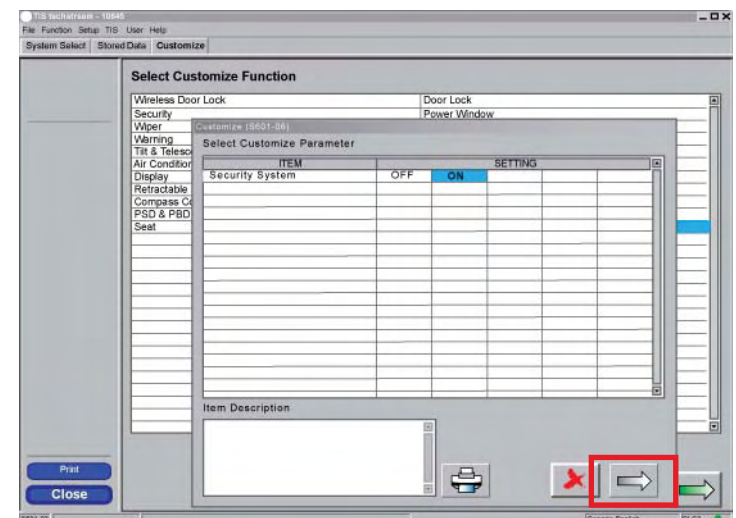 TIS techstream - 10645
File Function Setup TIS User Help
System Select Stored Data Customize
Select Customize Function
Wireless Door Lock Door Lock
Security Power Window
Wiper
Warning
Tilt & Telesco
Air Condition
Display
Retractable
Compass Co
PSD & PBD
Seat
Customize (S601-06)
Select Customize Parameter
ITEM SETTING
Security System OFF ON
Item Description
Print
Close